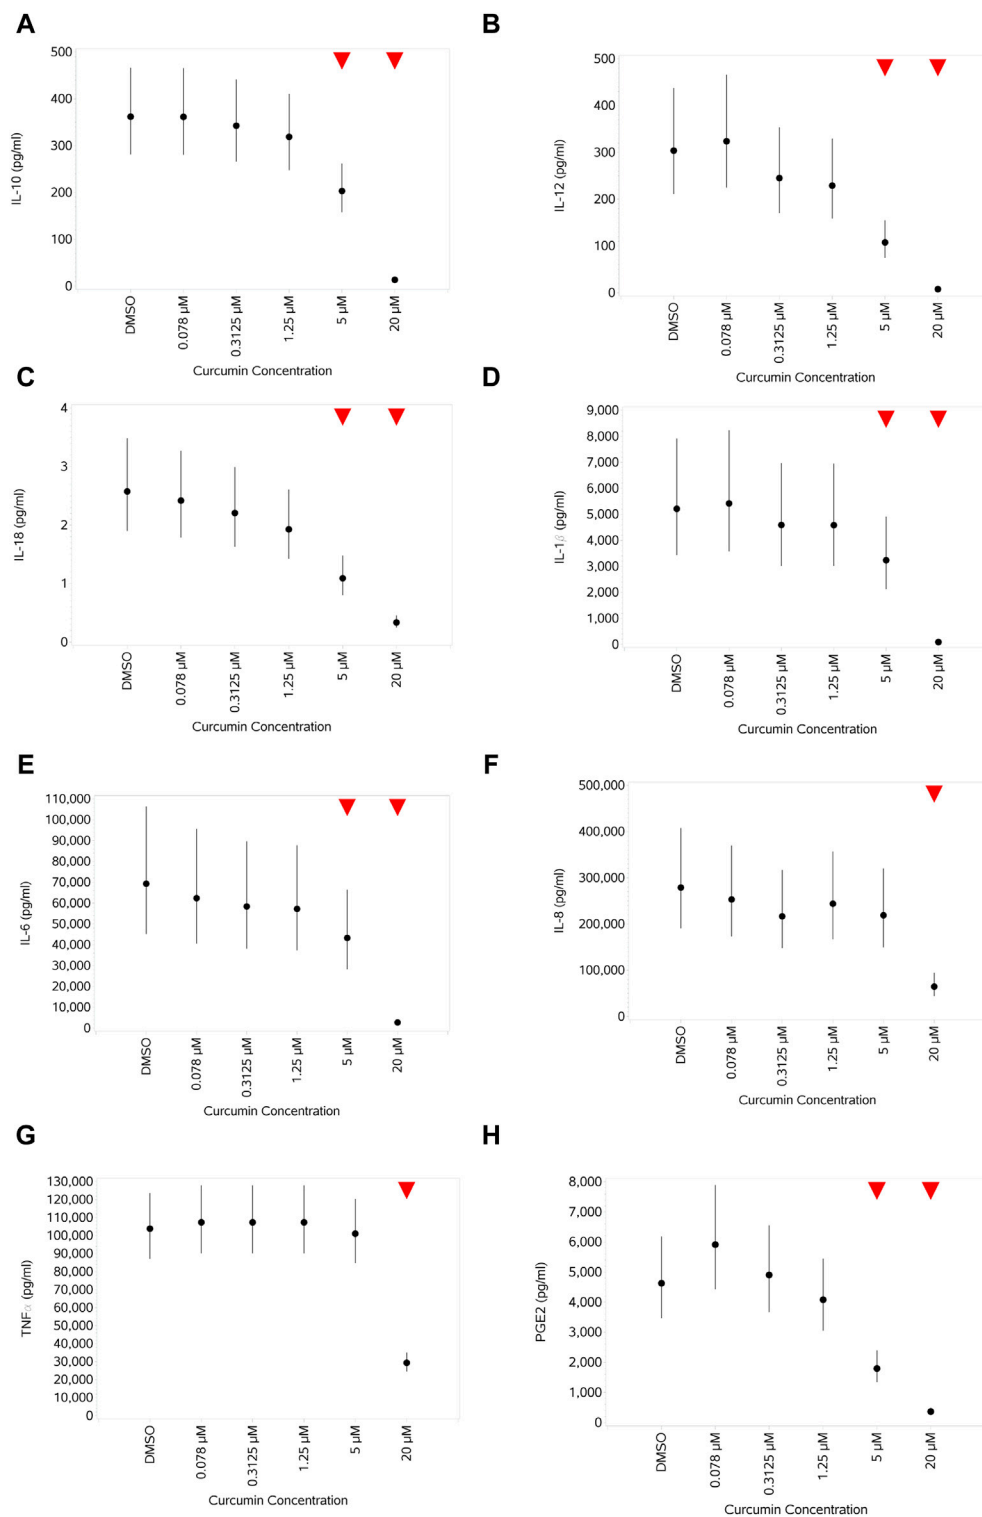 A
500
400
300
200
100
0
IL-10 (pg/ml)
DMSO
0.078 µM
0.3125 µM
1.25 µM
5 µM
20 µM
Curcumin Concentration
B
500
400
300
200
100
0
IL-12 (pg/ml)
DMSO
0.078 µM
0.3125 µM
1.25 µM
5 µM
20 µM
Curcumin Concentration
C
4
3
2
1
0
IL-18 (pg/ml)
DMSO
0.078 µM
0.3125 µM
1.25 µM
5 µM
20 µM
Curcumin Concentration
D
9,000
8,000
7,000
6,000
5,000
4,000
3,000
2,000
1,000
0
IL-1β (pg/ml)
DMSO
0.078 µM
0.3125 µM
1.25 µM
5 µM
20 µM
Curcumin Concentration
E
110,000
100,000
90,000
80,000
70,000
60,000
50,000
40,000
30,000
20,000
10,000
0
IL-6 (pg/ml)
DMSO
0.078 µM
0.3125 µM
1.25 µM
5 µM
20 µM
Curcumin Concentration
F
500,000
400,000
300,000
200,000
100,000
0
IL-8 (pg/ml)
DMSO
0.078 µM
0.3125 µM
1.25 µM
5 µM
20 µM
Curcumin Concentration
G
130,000
120,000
110,000
100,000
90,000
80,000
70,000
60,000
50,000
40,000
30,000
20,000
10,000
0
TNFα (pg/ml)
DMSO
0.078 µM
0.3125 µM
1.25 µM
5 µM
20 µM
Curcumin Concentration
H
8,000
7,000
6,000
5,000
4,000
3,000
2,000
1,000
0
PGE2 (pg/ml)
DMSO
0.078 µM
0.3125 µM
1.25 µM
5 µM
20 µM
Curcumin Concentration